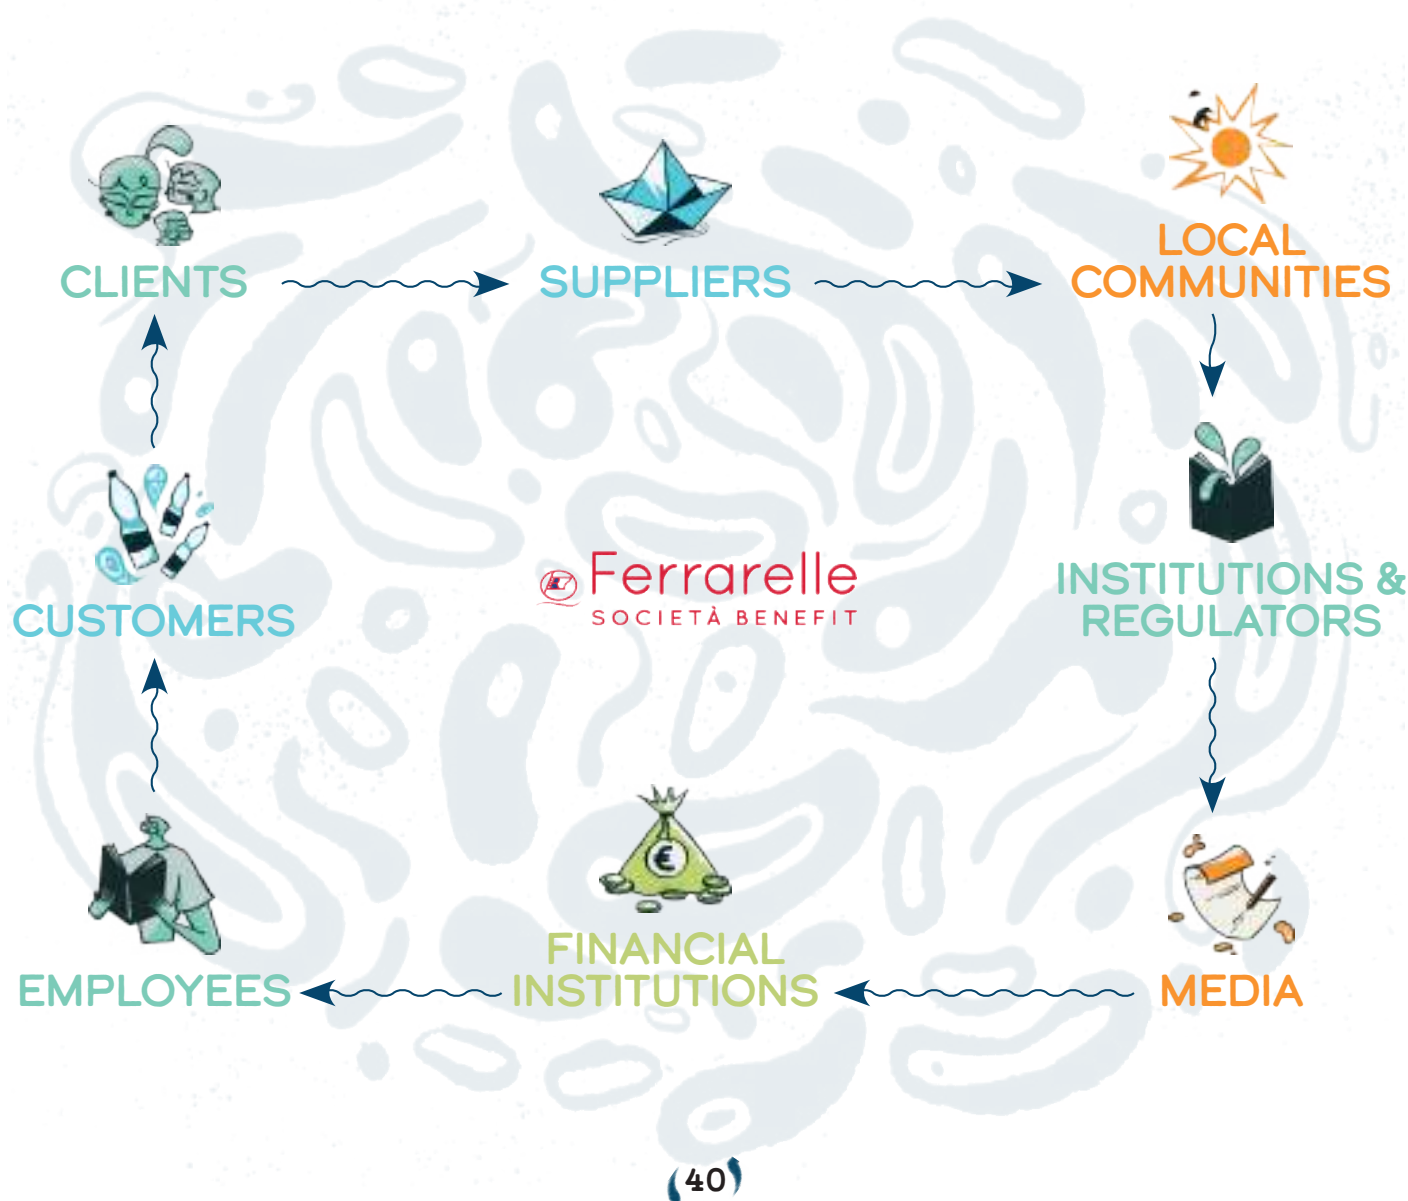 CLIENTS
SUPPLIERS
LOCAL
COMMUNITIES
CUSTOMERS
Ferrarelle
SOCIETÀ BENEFIT
INSTITUTIONS &
REGULATORS
€
EMPLOYEES
FINANCIAL
INSTITUTIONS
MEDIA
40